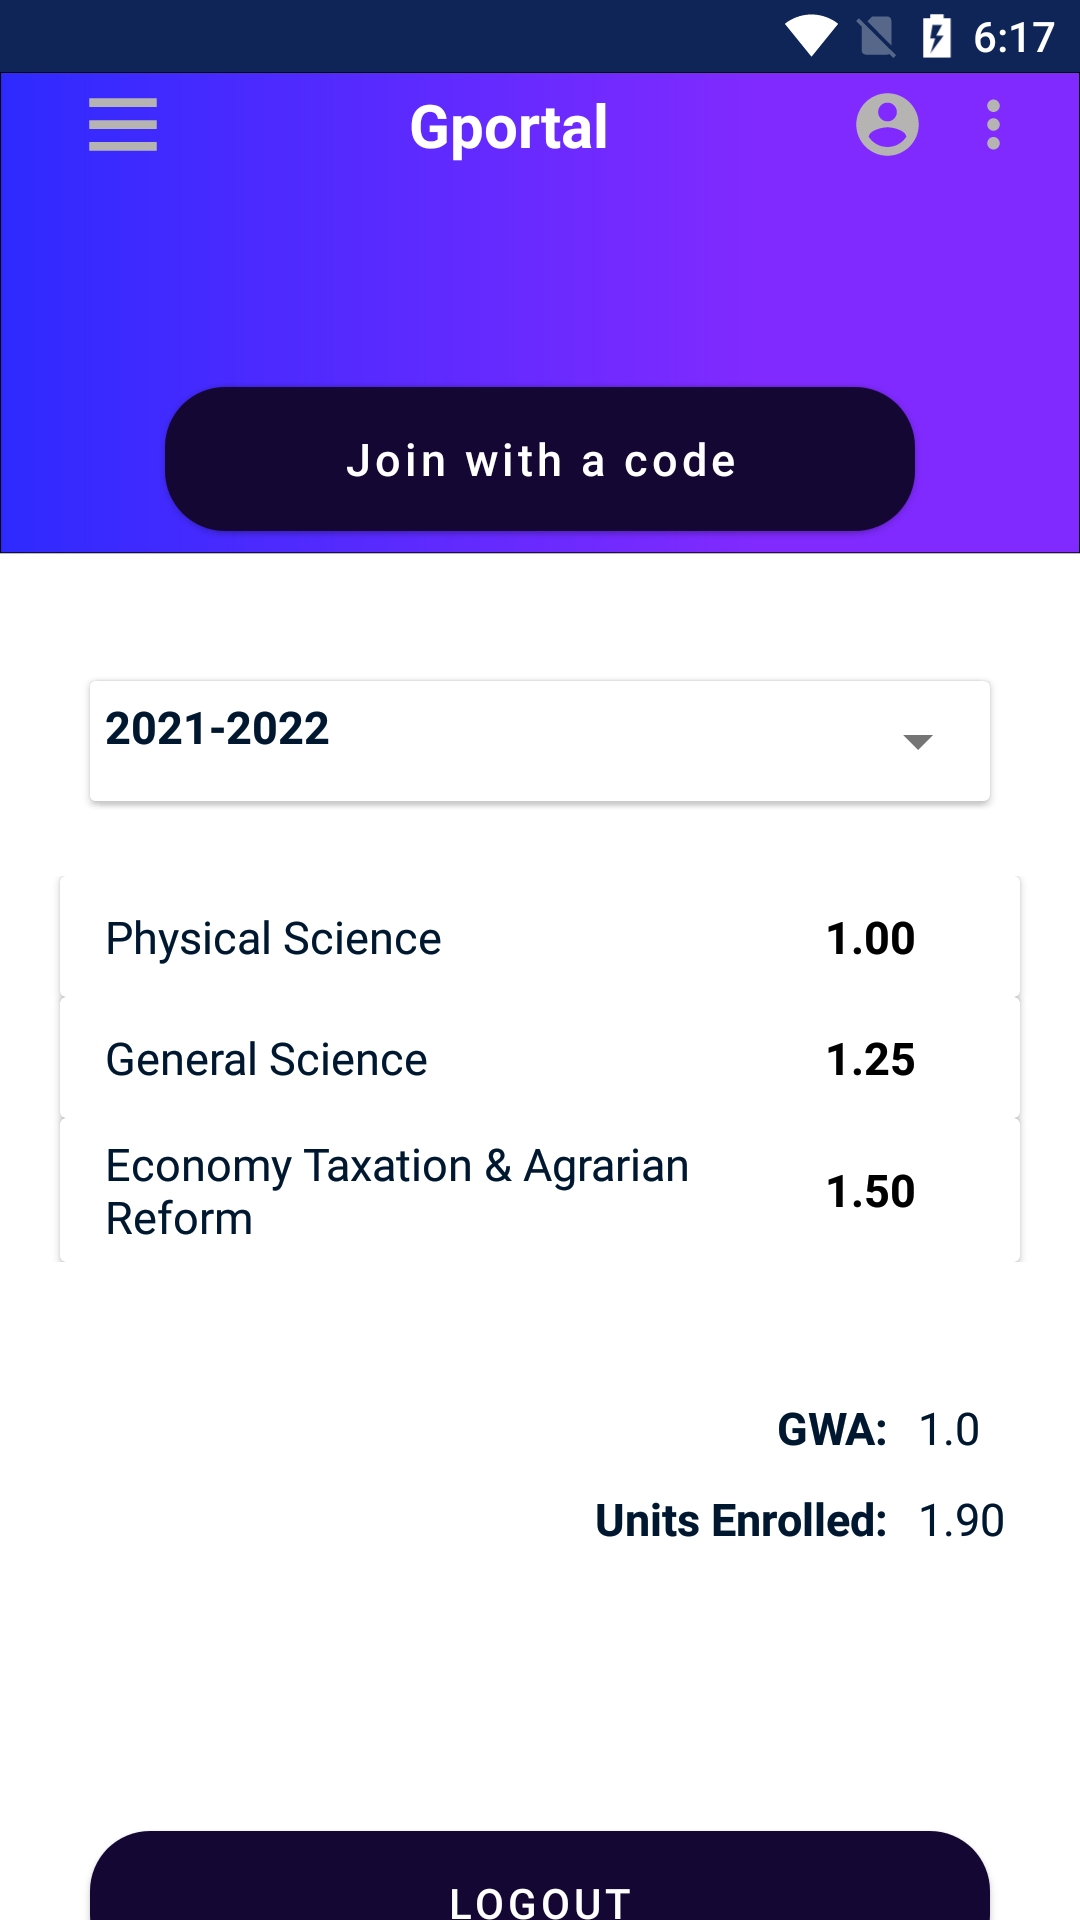 6:17
Gportal
Join with a code
2021-2022
Physical Science 1.00
General Science 1.25
Economy Taxation & Agrarian
Reform 1.50
GWA: 1.0
Units Enrolled: 1.90
LOGOUT